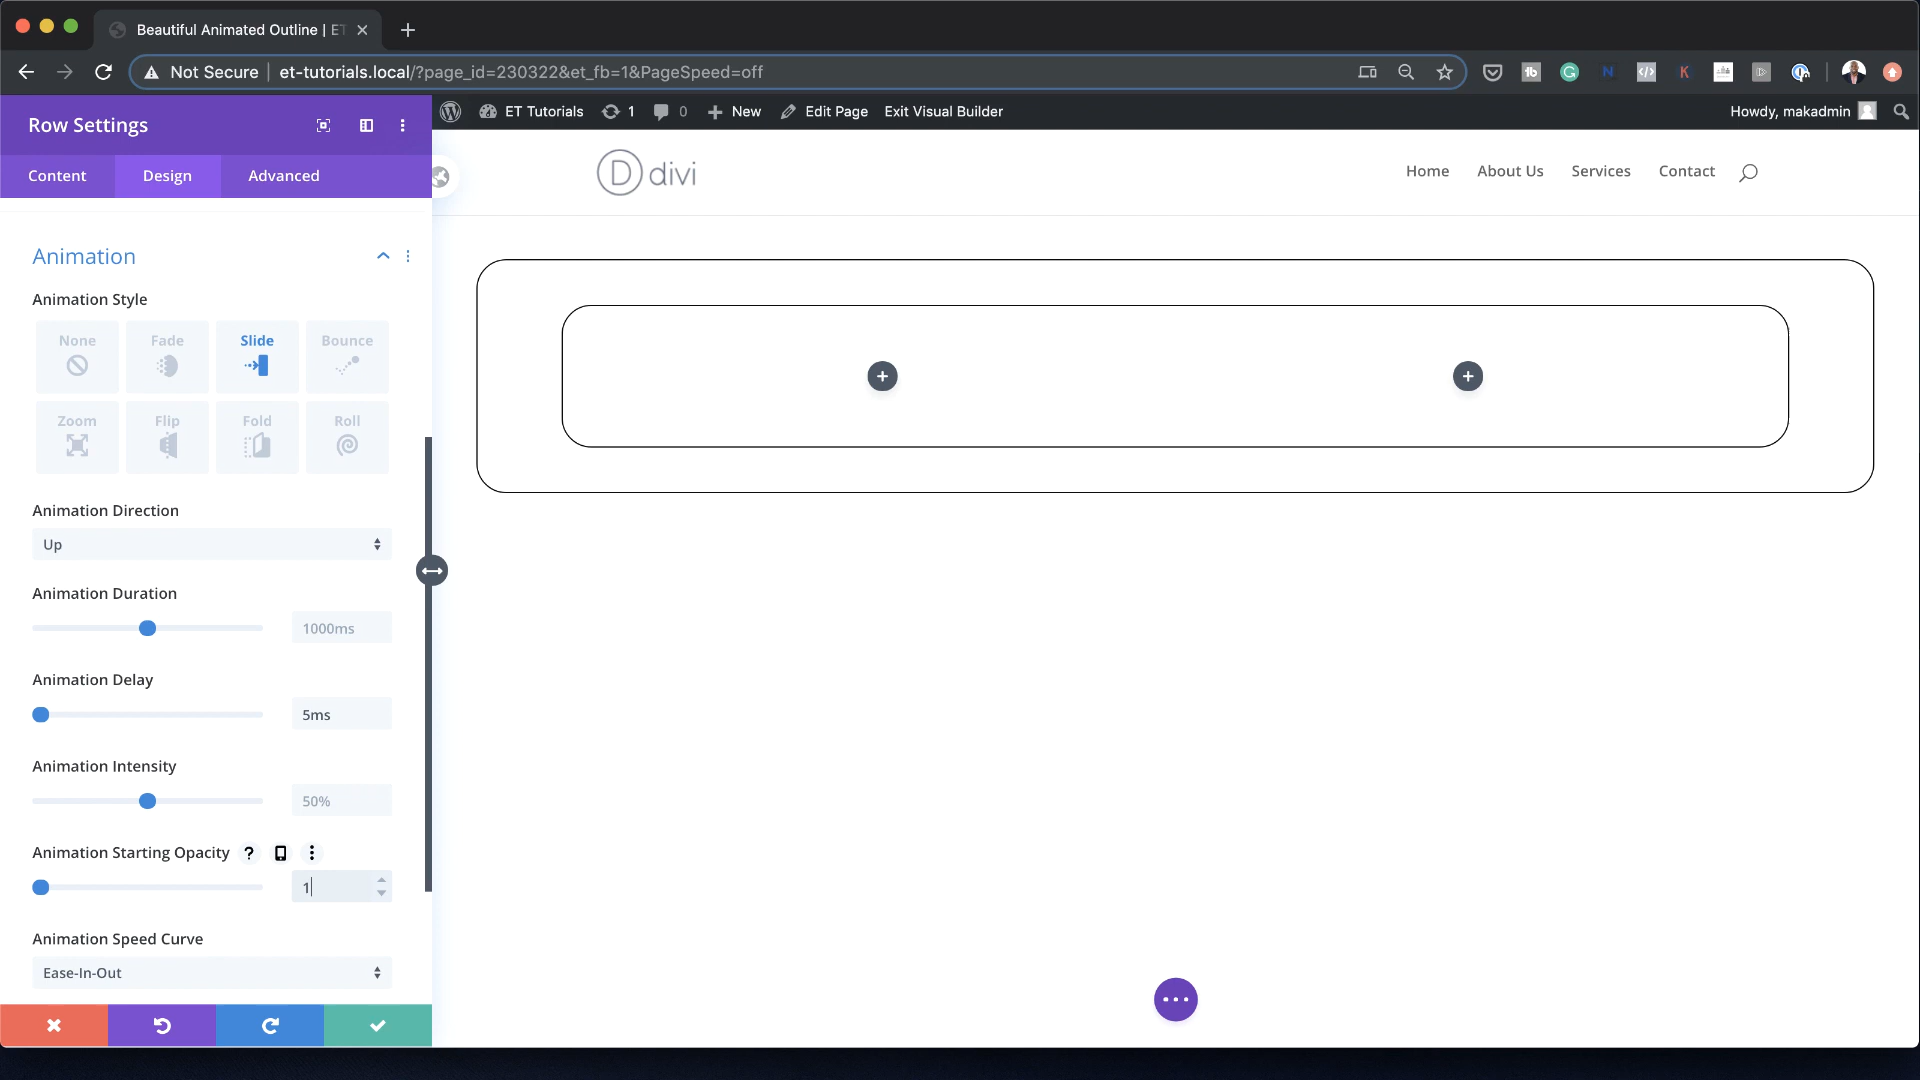 Beautiful Animated Outline | ET
Not Secure | et-tutorials.local/?page_id=230322&et_fb=1&PageSpeed=off
ET Tutorials 1 0 New Edit Page Exit Visual Builder Howdy, makadmin
Row Settings
Content Design Advanced
divi
Home About Us Services Contact
Animation
Animation Style
None Fade Slide Bounce
Zoom Flip Fold Roll
Animation Direction
Up
Animation Duration
1000ms
Animation Delay
5ms
Animation Intensity
50%
Animation Starting Opacity ?
1
Animation Speed Curve
Ease-In-Out